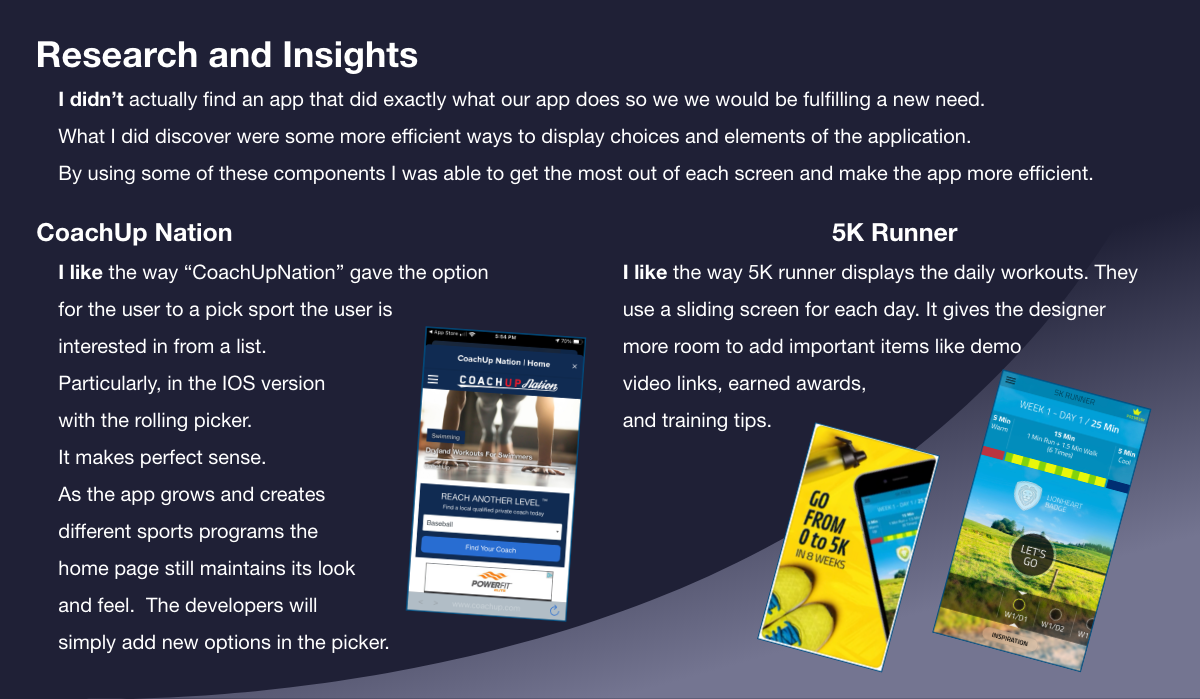 Research and Insights
I didn’t actually find an app that did exactly what our app does so we we would be fulfilling a new need.
What I did discover were some more efficient ways to display choices and elements of the application.
By using some of these components I was able to get the most out of each screen and make the app more efficient.
CoachUp Nation
I like the way “CoachUpNation” gave the option
for the user to a pick sport the user is
interested in from a list.
Particularly, in the IOS version
with the rolling picker.
It makes perfect sense.
As the app grows and creates
different sports programs the
home page still maintains its look
and feel.  The developers will
simply add new options in the picker.
App Store
5:54 PM
70%
CoachUp Nation | Home
COACHUP Nation
Swimming
Dryland Workouts For Swimmers
REACH ANOTHER LEVEL ™
Find a local qualified private coach today
Baseball
Find Your Coach
POWERFIT
www.coachup.com
5K Runner
I like the way 5K runner displays the daily workouts. They
use a sliding screen for each day. It gives the designer
more room to add important items like demo
video links, earned awards,
and training tips.
GO
FROM
0 to 5K
IN 8 WEEKS
WEEK 1 - DAY 1 /
5K RUNNER
WEEK 1 - DAY 1 / 25 Min
5 Min
Warm
15 Min
1 Min Run + 1.5 Min Walk
(6 Times)
5 Min
Cool
LIONHEART
BADGE
LET'S
GO
W1/D1
W1/D2
W1
INSPIRATION